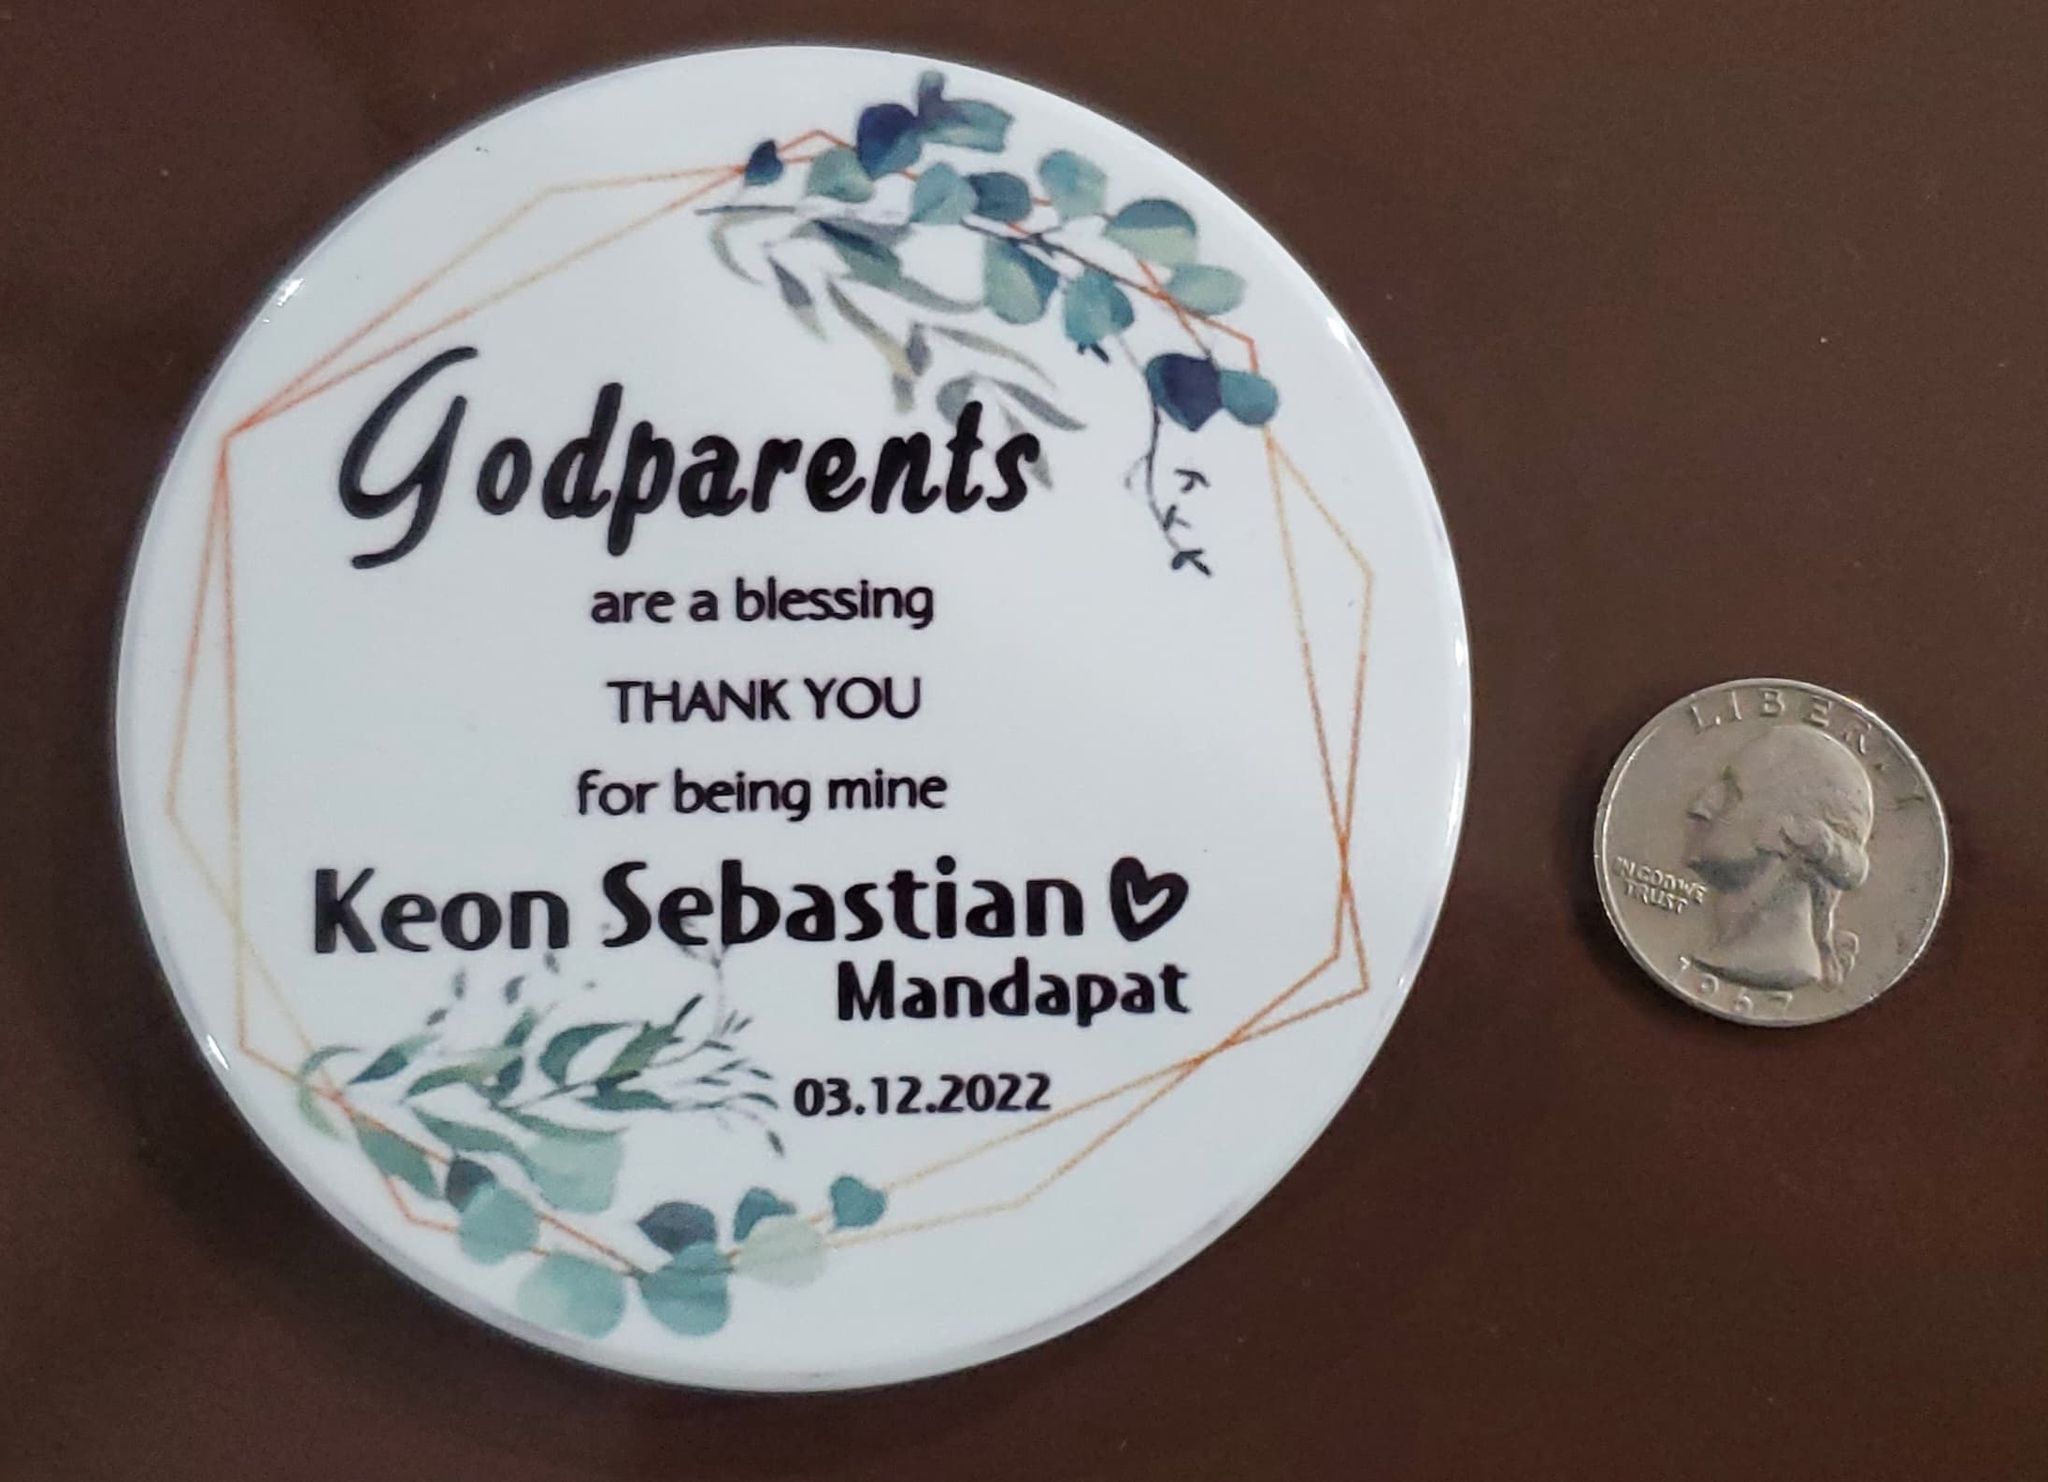 Godparents
are a blessing
THANK YOU
for being mine
Keon Sebastian
Mandapat
03.12.2022
LIBERTY
IN GOD WE
TRUST
1967